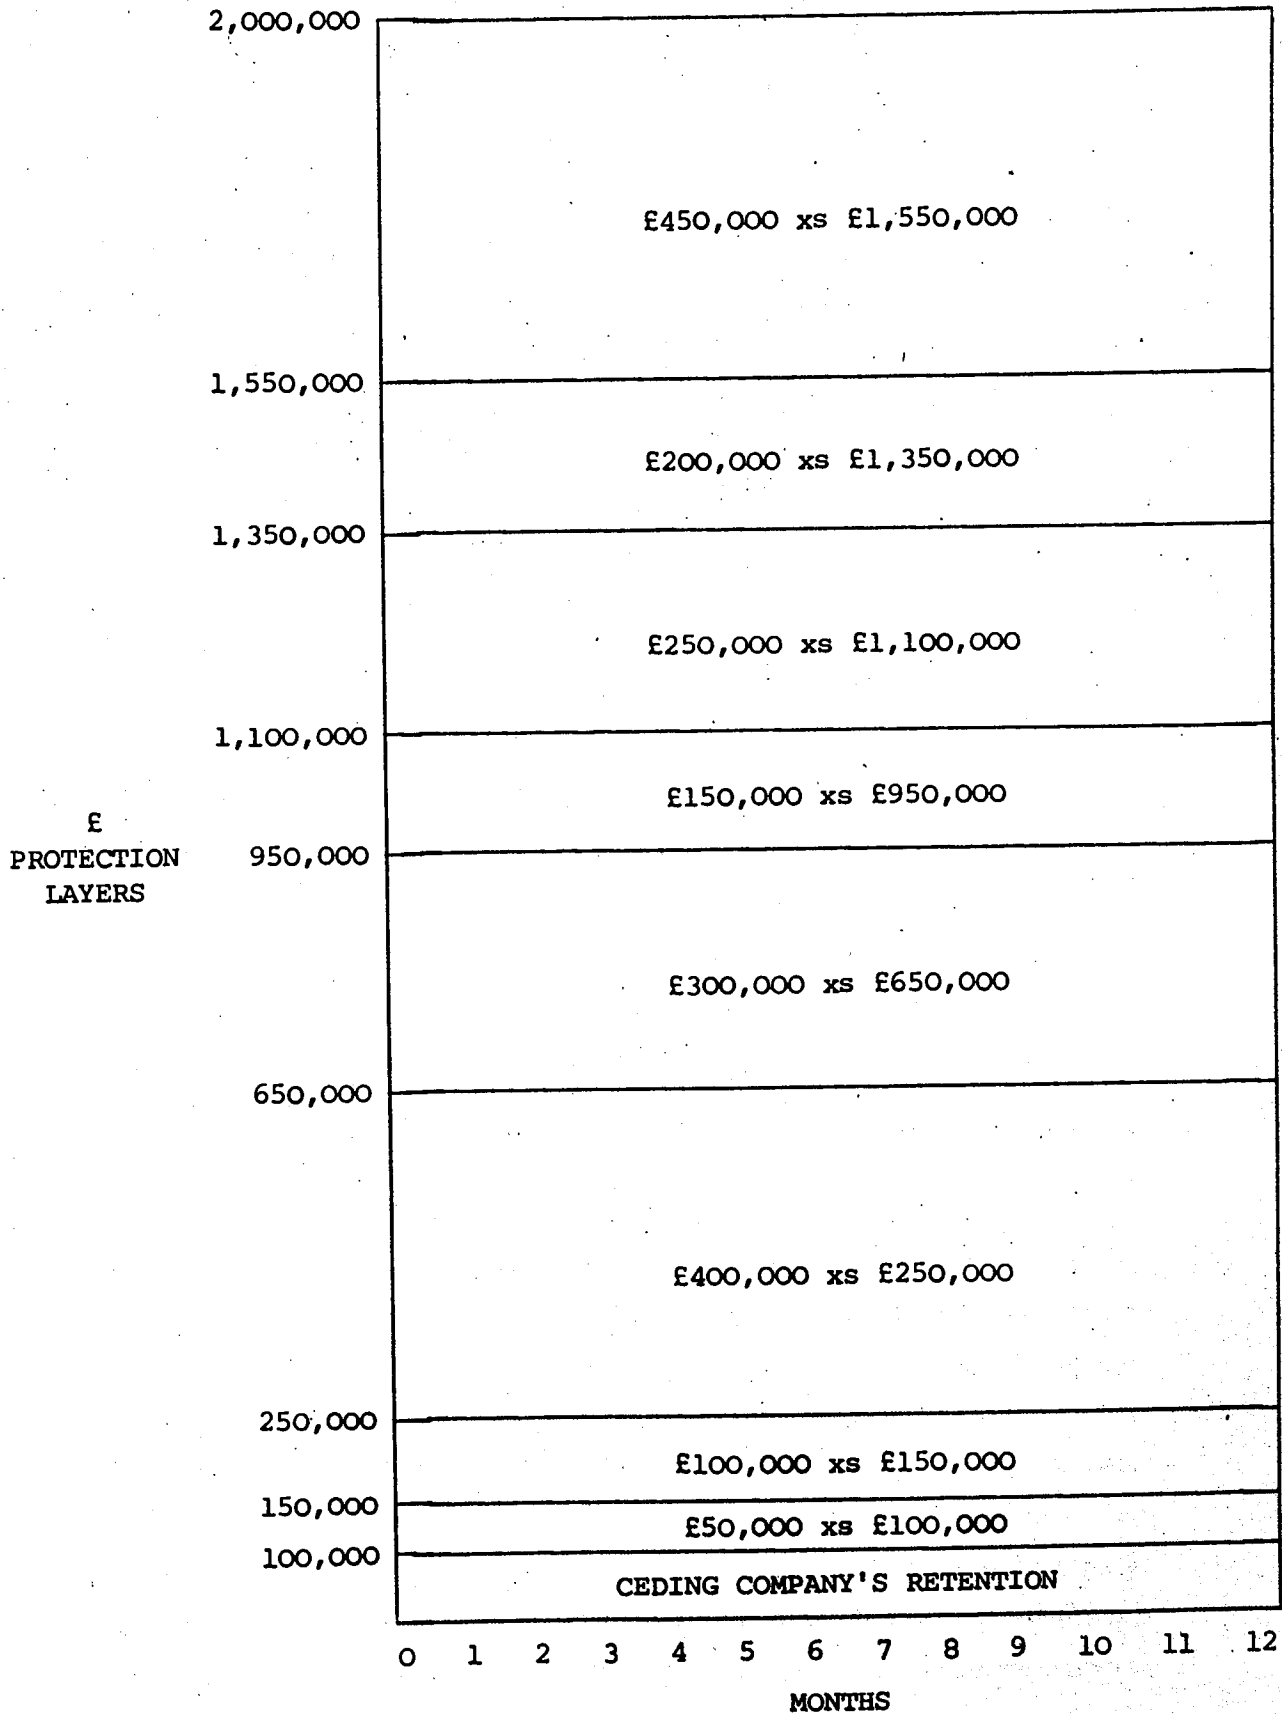 2,000,000
£450,000 xs £1,550,000
1,550,000
£200,000 xs £1,350,000
1,350,000
£250,000 xs £1,100,000
1,100,000
£150,000 xs £950,000
£
PROTECTION
LAYERS
950,000
£300,000 xs £650,000
650,000
£400,000 xs £250,000
250,000
£100,000 xs £150,000
150,000
£50,000 xs £100,000
100,000
CEDING COMPANY'S RETENTION
0 1 2 3 4 5 6 7 8 9 10 11 12
MONTHS